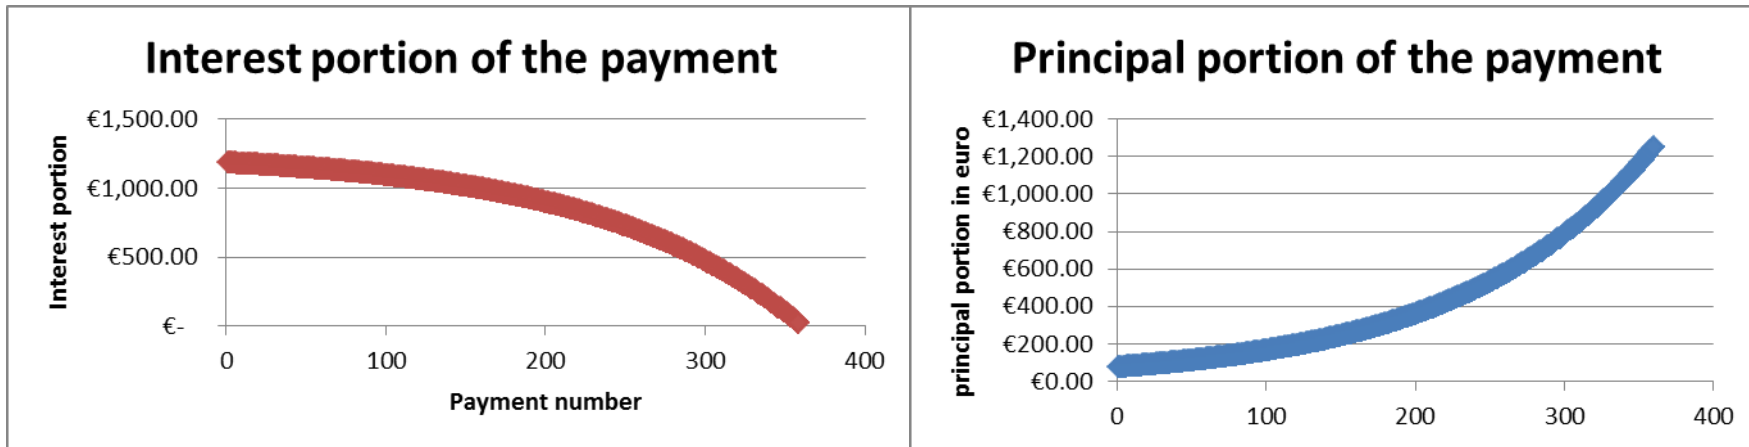 Interest portion of the payment
Interest portion
€1,500.00
€1,000.00
€500.00
€-
0 100 200 300 400
Payment number
Principal portion of the payment
principal portion in euro
€1,400.00
€1,200.00
€1,000.00
€800.00
€600.00
€400.00
€200.00
€0.00
0 100 200 300 400